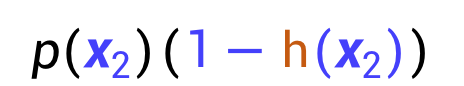 p(x₂)(1 − h(x₂))